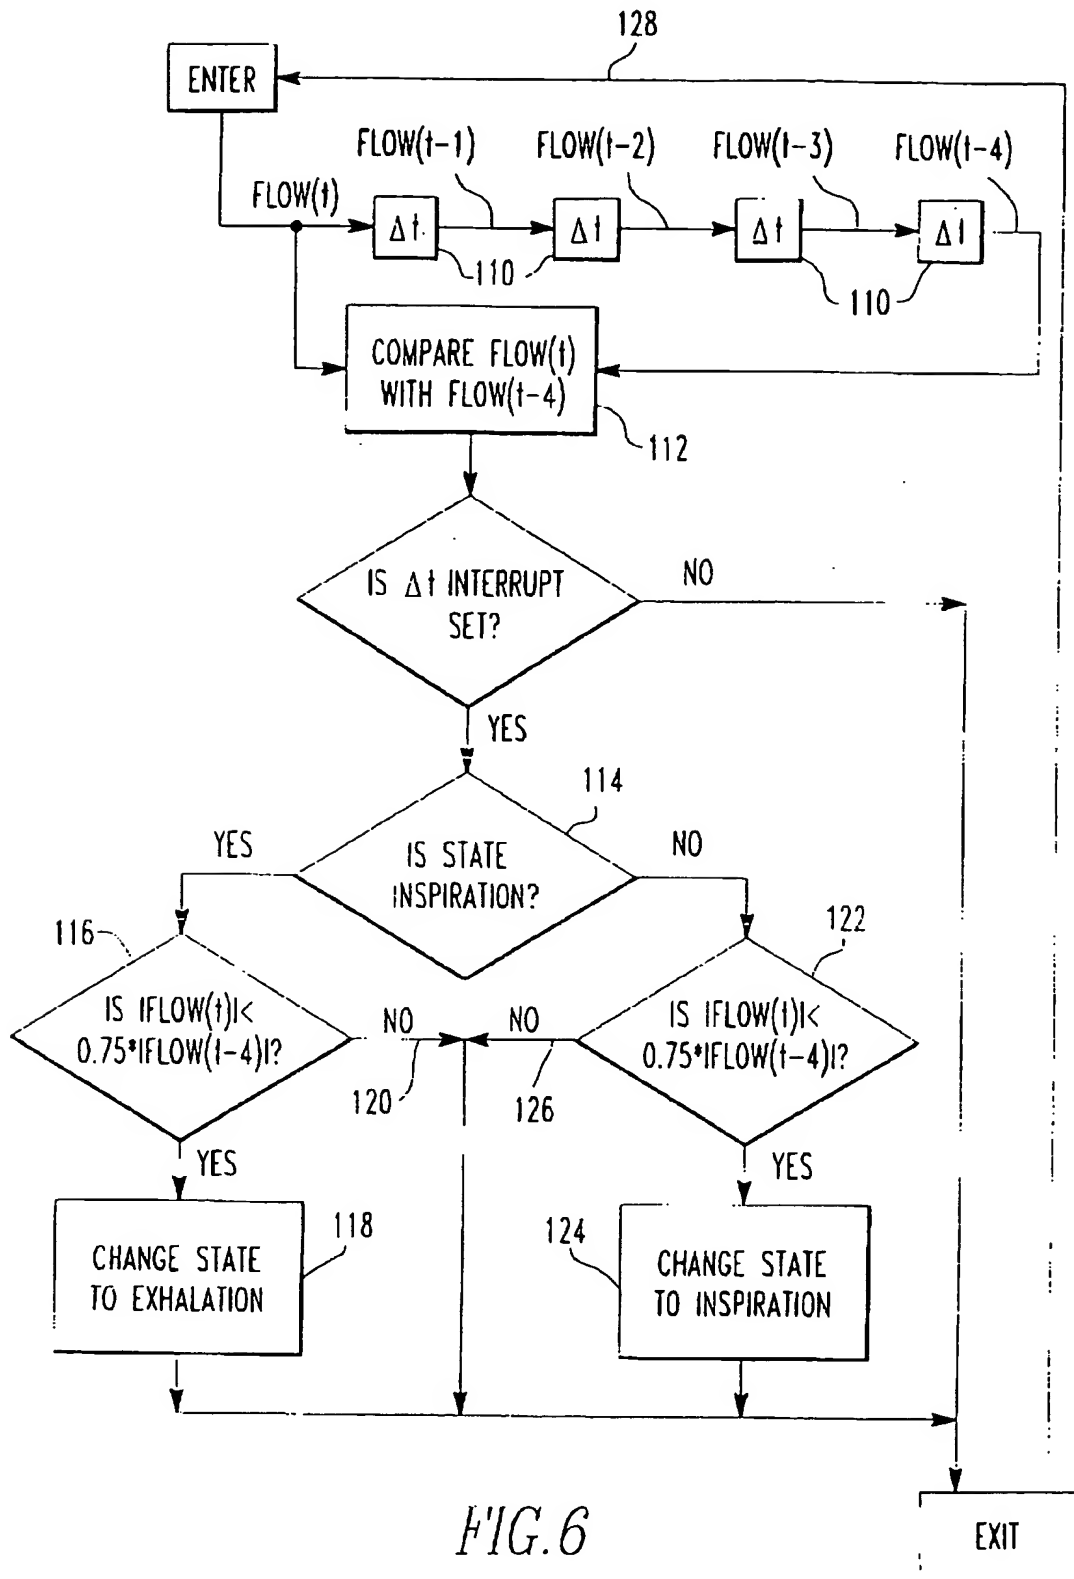 128
ENTER
FLOW(t-1)
FLOW(t-2)
FLOW(t-3)
FLOW(t-4)
FLOW(t)
Δt
Δt
Δt
Δt
110
110
COMPARE FLOW(t)
WITH FLOW(t-4)
112
IS Δt INTERRUPT
SET?
NO
YES
114
YES
IS STATE
INSPIRATION?
NO
116
122
IS |FLOW(t)|<
0.75*|FLOW(t-4)|?
NO
NO
IS |FLOW(t)|<
0.75*|FLOW(t-4)|?
120
126
YES
YES
118
124
CHANGE STATE
TO EXHALATION
CHANGE STATE
TO INSPIRATION
FIG.6
EXIT